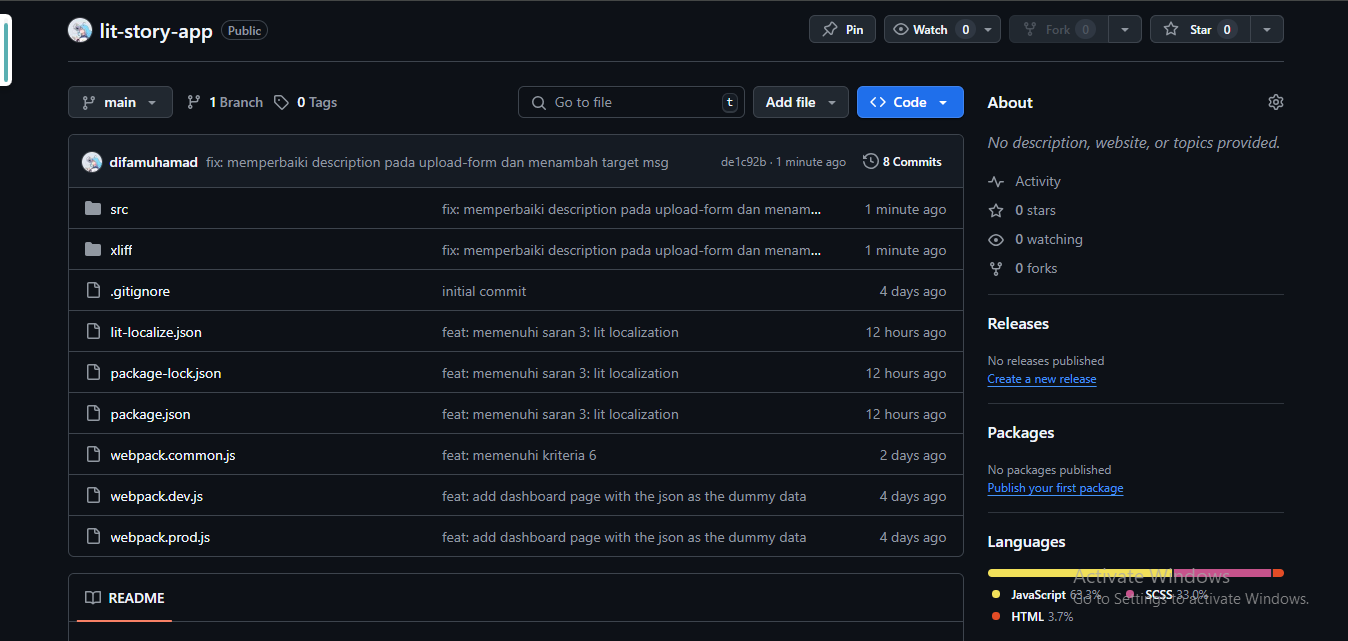 lit-story-app Public
Pin Watch 0 Fork 0 Star 0
main 1 Branch 0 Tags Go to file t Add file Code
About
No description, website, or topics provided.
difamuhamad fix: memperbaiki description pada upload-form dan menambah target msg de1c92b · 1 minute ago 8 Commits
src fix: memperbaiki description pada upload-form dan menam... 1 minute ago
xliff fix: memperbaiki description pada upload-form dan menam... 1 minute ago
.gitignore initial commit 4 days ago
lit-localize.json feat: memenuhi saran 3: lit localization 12 hours ago
package-lock.json feat: memenuhi saran 3: lit localization 12 hours ago
package.json feat: memenuhi saran 3: lit localization 12 hours ago
webpack.common.js feat: memenuhi kriteria 6 2 days ago
webpack.dev.js feat: add dashboard page with the json as the dummy data 4 days ago
webpack.prod.js feat: add dashboard page with the json as the dummy data 4 days ago
README
Activity
0 stars
0 watching
0 forks
Releases
No releases published
Create a new release
Packages
No packages published
Publish your first package
Languages
JavaScript 63.3% SCSS 33.0%
HTML 3.7%
Activate Windows
Go to Settings to activate Windows.